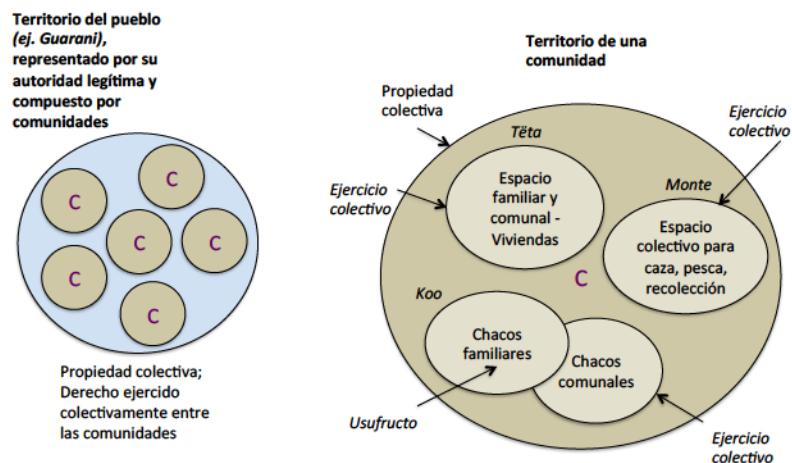 Territorio del pueblo
(ej. Guarani),
representado por su
autoridad legítima y
compuesto por
comunidades
C
C
C
C
C
C
Propiedad colectiva;
Derecho ejercido
colectivamente entre
las comunidades
Territorio de una
comunidad
Propiedad
colectiva
Ejercicio
colectivo
Tëta
Ejercicio
colectivo
Espacio
familiar y
comunal -
Viviendas
Monte
Espacio
colectivo para
caza, pesca,
recolección
C
Koo
Chacos
familiares
Chacos
comunales
Usufructo
Ejercicio
colectivo